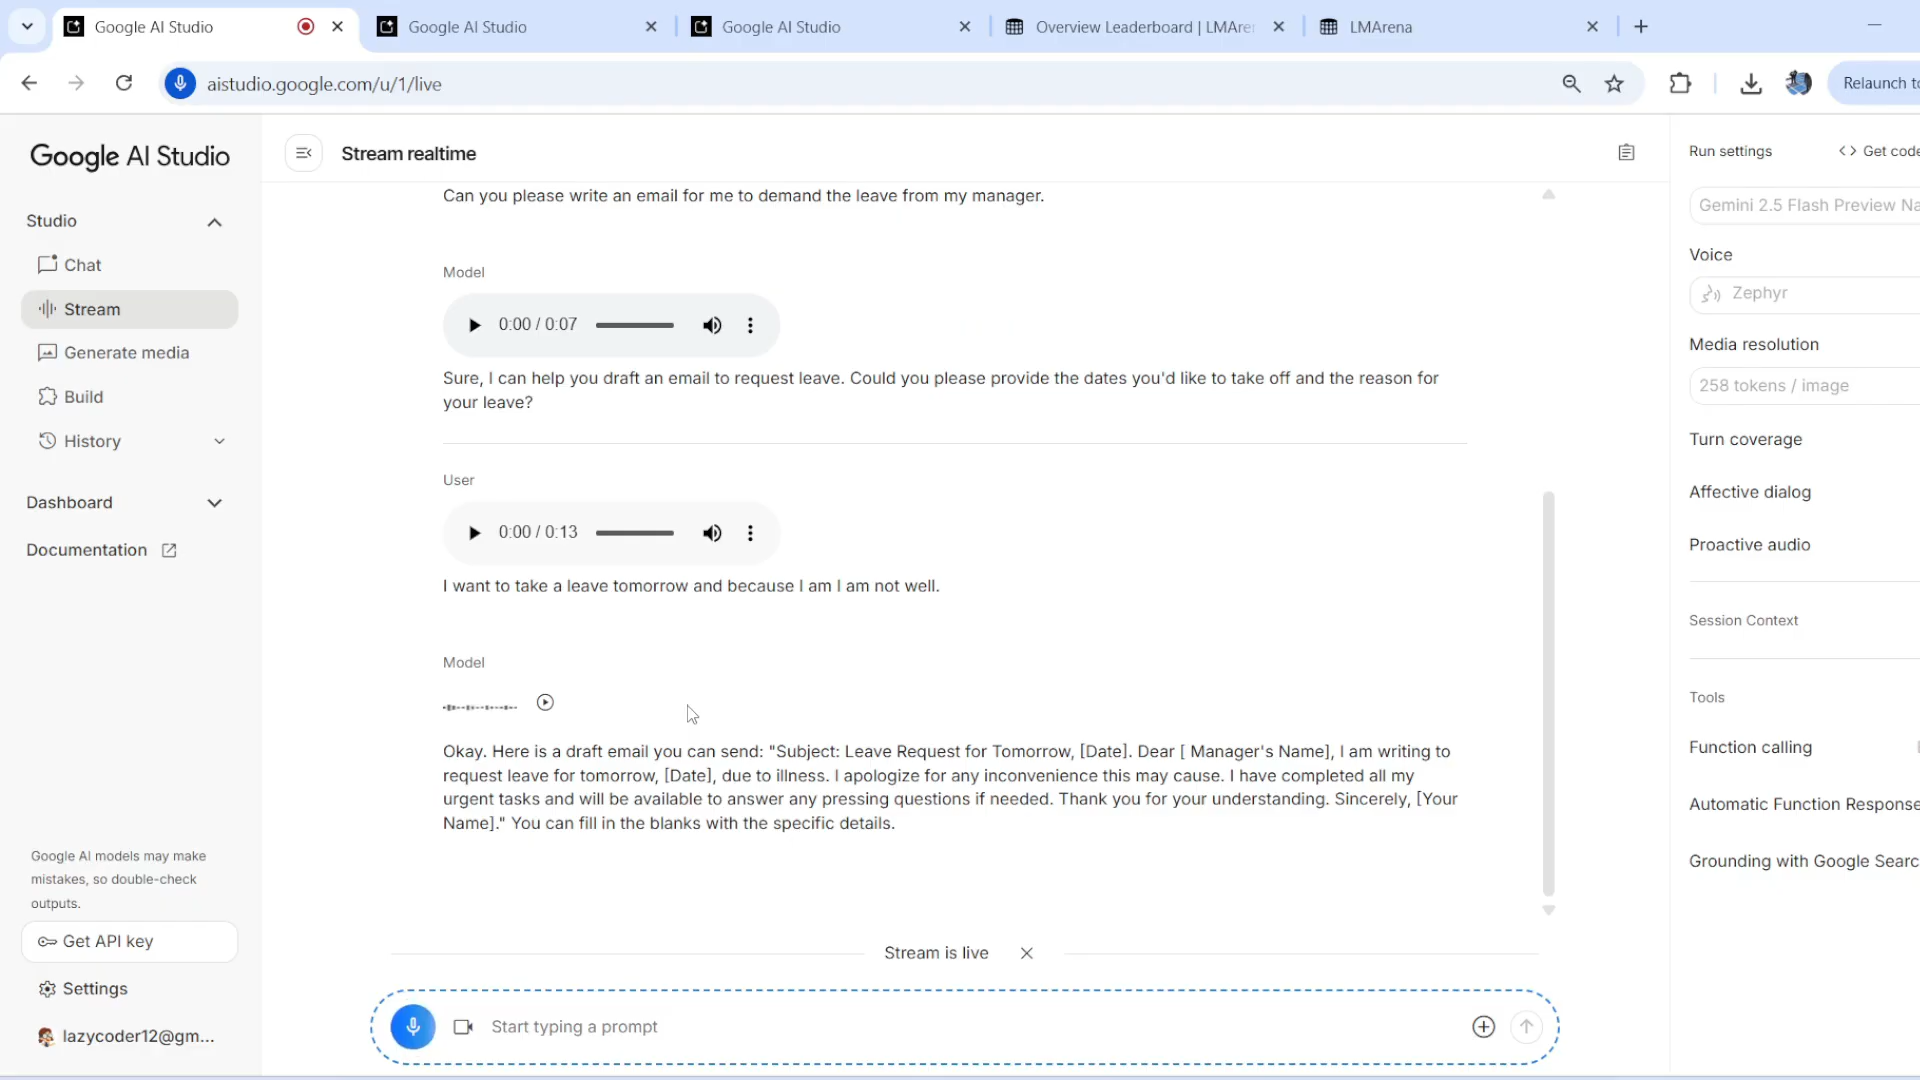 Google AI Studio
Google AI Studio
Google AI Studio
Overview Leaderboard | LMAre
LMArena
aistudio.google.com/u/1/live
Relaunch to
Google AI Studio
Studio
Chat
Stream
Generate media
Build
History
Dashboard
Documentation
Google AI models may make
mistakes, so double-check
outputs.
Get API key
Settings
lazycoder12@gm...
Stream realtime
Can you please write an email for me to demand the leave from my manager.
Model
0:00 / 0:07
Sure, I can help you draft an email to request leave. Could you please provide the dates you'd like to take off and the reason for
your leave?
User
0:00 / 0:13
I want to take a leave tomorrow and because I am I am not well.
Model
Okay. Here is a draft email you can send: "Subject: Leave Request for Tomorrow, [Date]. Dear [ Manager's Name], I am writing to
request leave for tomorrow, [Date], due to illness. I apologize for any inconvenience this may cause. I have completed all my
urgent tasks and will be available to answer any pressing questions if needed. Thank you for your understanding. Sincerely, [Your
Name]." You can fill in the blanks with the specific details.
Stream is live
Start typing a prompt
Run settings
<> Get code
Gemini 2.5 Flash Preview Na
Voice
Zephyr
Media resolution
258 tokens / image
Turn coverage
Affective dialog
Proactive audio
Session Context
Tools
Function calling
Automatic Function Response
Grounding with Google Searc